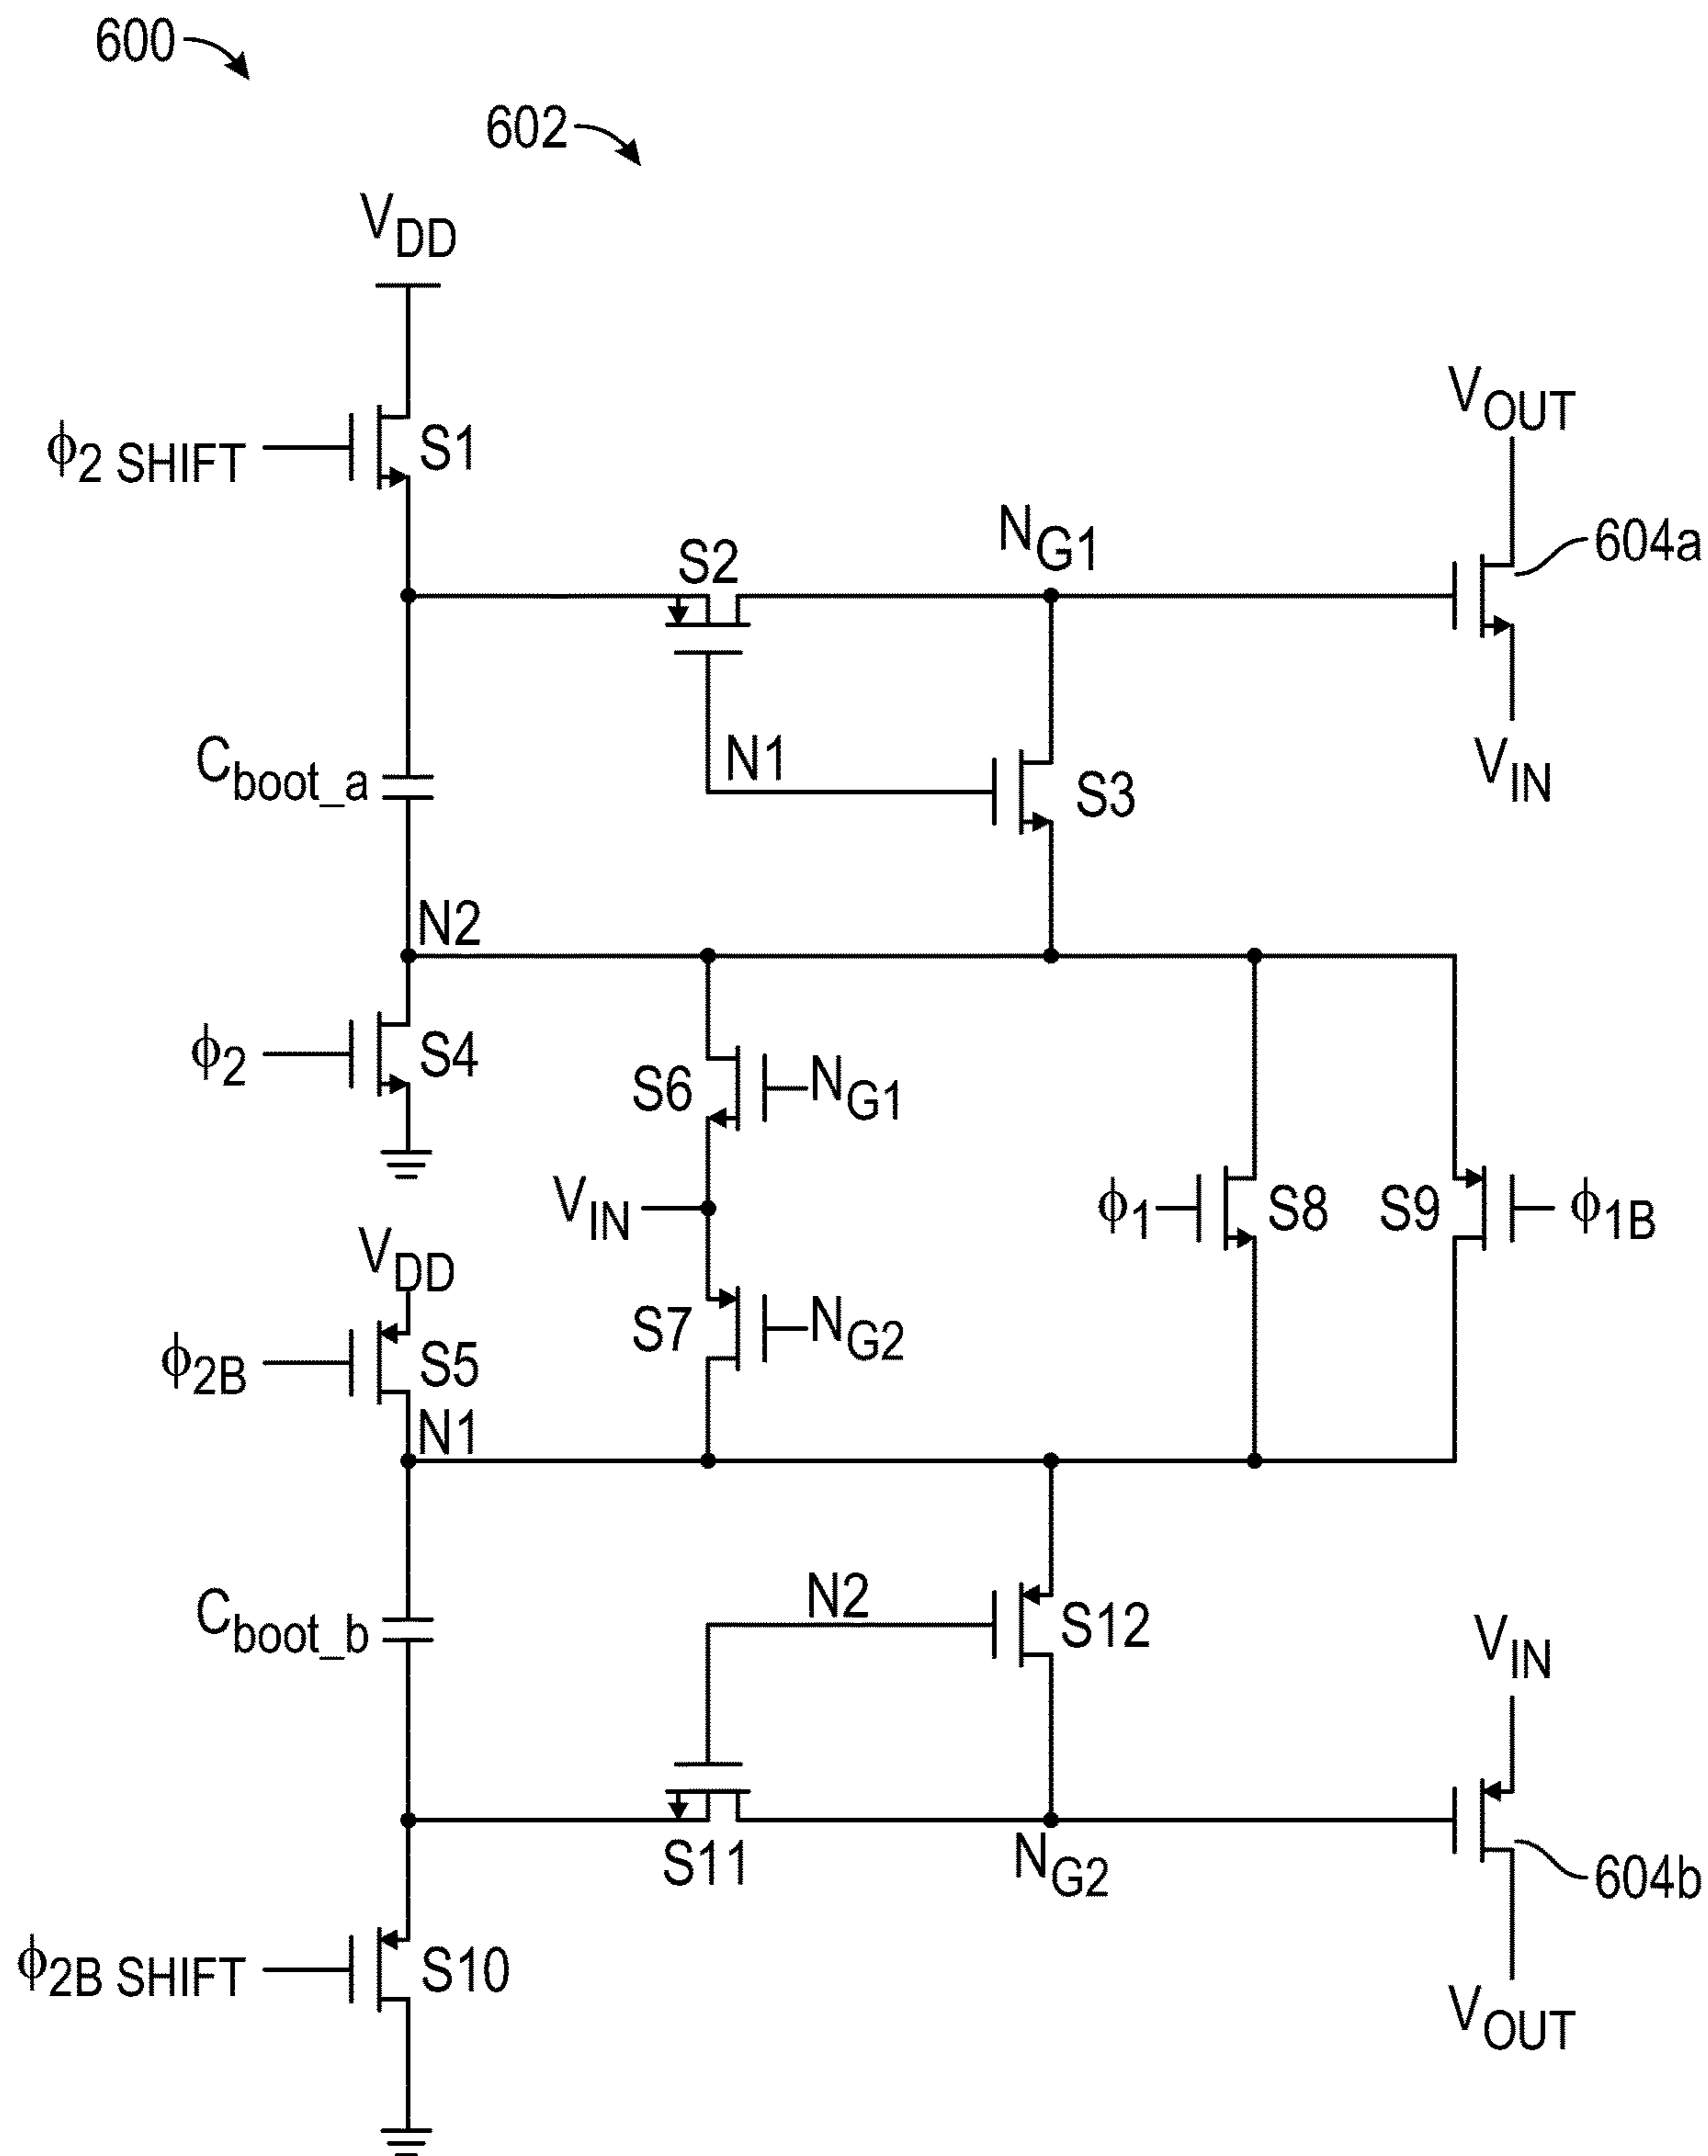 600
602
VDD
ϕ2 SHIFT
S1
S2
NG1
VOUT
604a
VIN
Cboot_a
N1
S3
N2
ϕ2
S4
S6
NG1
VIN
ϕ1
S8
S9
ϕ1B
VDD
ϕ2B
S5
S7
NG2
N1
Cboot_b
N2
S12
VIN
S11
NG2
604b
ϕ2B SHIFT
S10
VOUT